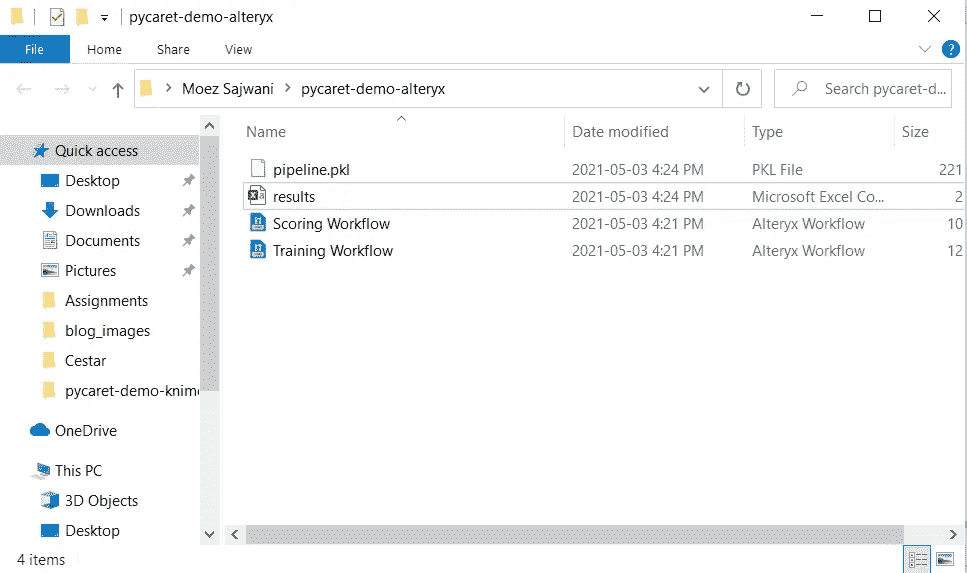 pycaret-demo-alteryx
File Home Share View
Moez Sajwani pycaret-demo-alteryx Search pycaret-d...
Name Date modified Type Size
Quick access
Desktop
Downloads
Documents
Pictures
Assignments
blog_images
Cestar
pycaret-demo-knime
OneDrive
This PC
3D Objects
Desktop
pipeline.pkl 2021-05-03 4:24 PM PKL File 221
results 2021-05-03 4:24 PM Microsoft Excel Co... 2
Scoring Workflow 2021-05-03 4:21 PM Alteryx Workflow 10
Training Workflow 2021-05-03 4:21 PM Alteryx Workflow 12
4 items